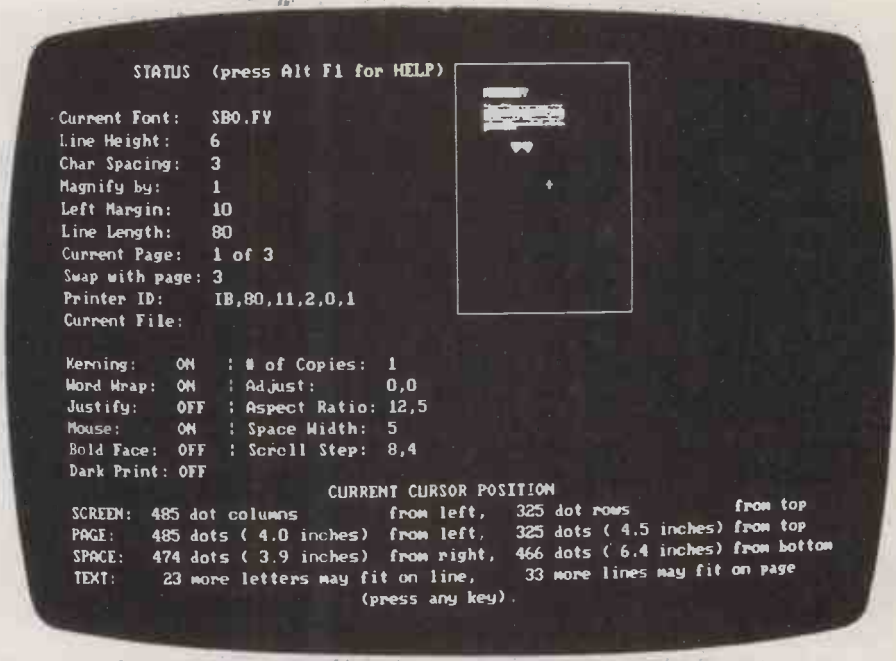 STATUS (press Alt F1 for HELP)
Current Font: SBO.FY
Line Height: 6
Char Spacing: 3
Magnify by: 1
Left Margin: 10
Line Length: 80
Current Page: 1 of 3
Swap with page: 3
Printer ID: IB,80,11,2,0,1
Current File:
Kerning: ON ¦ # of Copies: 1
Word Wrap: ON ¦ Adjust: 0,0
Justify: OFF ¦ Aspect Ratio: 12,5
Mouse: ON ¦ Space Width: 5
Bold Face: OFF ¦ Scroll Step: 8,4
Dark Print: OFF
CURRENT CURSOR POSITION
SCREEN: 485 dot columns from left, 325 dot rows from top
PAGE: 485 dots ( 4.0 inches) from left, 325 dots ( 4.5 inches) from top
SPACE: 474 dots ( 3.9 inches) from right, 466 dots ( 6.4 inches) from bottom
TEXT: 23 more letters may fit on line, 33 more lines may fit on page
(press any key).